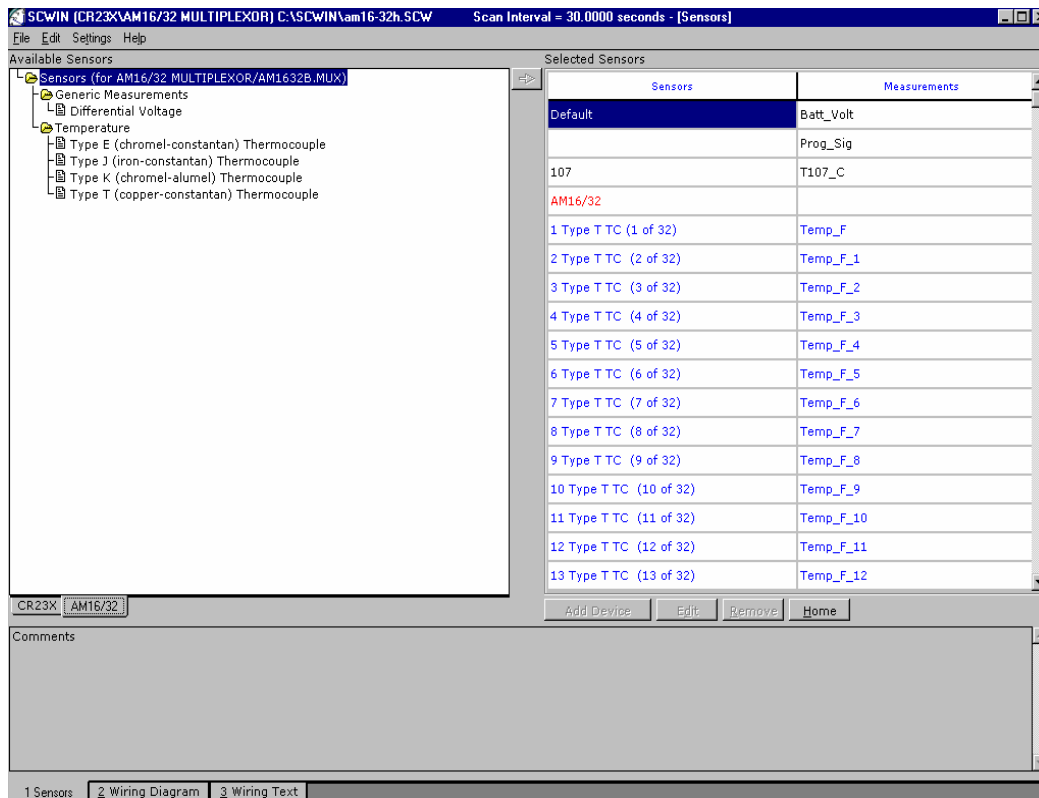 SCWIN (CR23X\AM16/32 MULTIPLEXOR) C:\SCWIN\am16-32h.SCW Scan Interval = 30.0000 seconds - [Sensors]
File Edit Settings Help
Available Sensors
Sensors (for AM16/32 MULTIPLEXOR/AM1632B.MUX)
Generic Measurements
Differential Voltage
Temperature
Type E (chromel-constantan) Thermocouple
Type J (iron-constantan) Thermocouple
Type K (chromel-alumel) Thermocouple
Type T (copper-constantan) Thermocouple
CR23X AM16/32
Selected Sensors
Sensors Measurements
Default Batt_Volt
Prog_Sig
107 T107_C
AM16/32
1 Type T TC (1 of 32) Temp_F
2 Type T TC (2 of 32) Temp_F_1
3 Type T TC (3 of 32) Temp_F_2
4 Type T TC (4 of 32) Temp_F_3
5 Type T TC (5 of 32) Temp_F_4
6 Type T TC (6 of 32) Temp_F_5
7 Type T TC (7 of 32) Temp_F_6
8 Type T TC (8 of 32) Temp_F_7
9 Type T TC (9 of 32) Temp_F_8
10 Type T TC (10 of 32) Temp_F_9
11 Type T TC (11 of 32) Temp_F_10
12 Type T TC (12 of 32) Temp_F_11
13 Type T TC (13 of 32) Temp_F_12
Add Device Edit Remove Home
Comments
1 Sensors 2 Wiring Diagram 3 Wiring Text